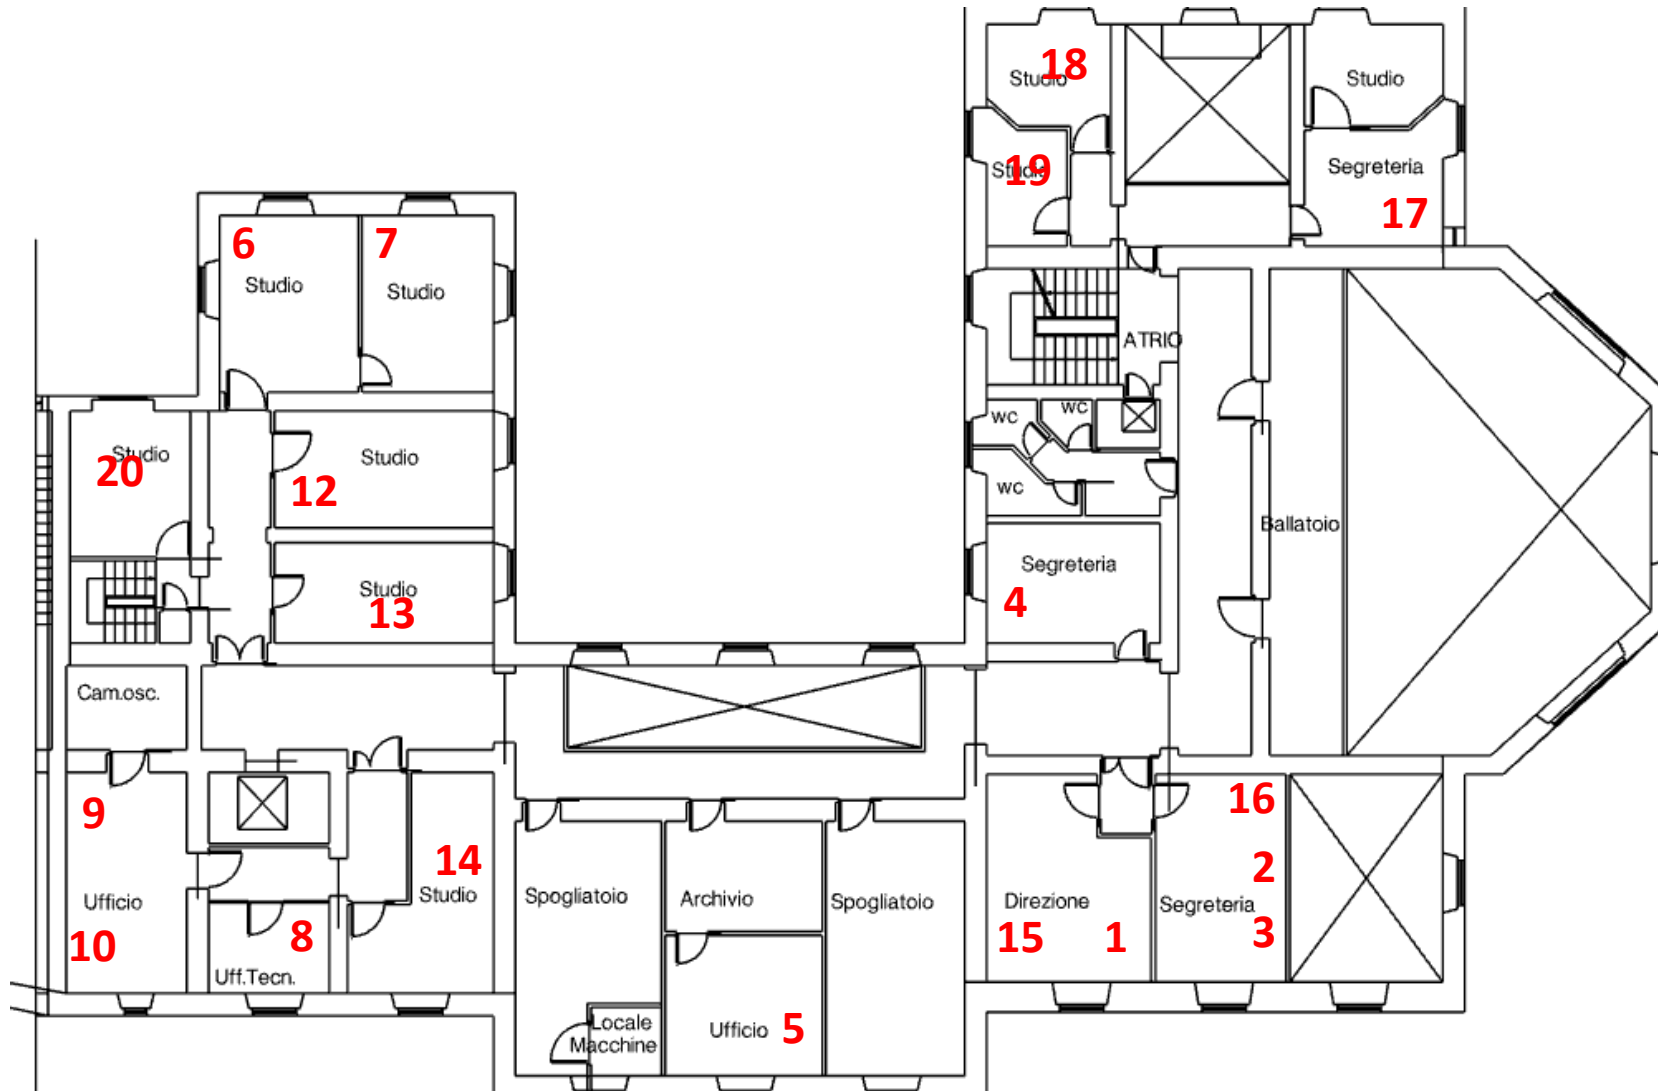 18
Studio
Studio
19
Studio
Segreteria
17
6
7
Studio
Studio
ATRIO
wc
wc
wc
Studio
20
Studio
12
Ballatoio
Segreteria
4
Studio
13
Cam.osc.
9
16
14
2
Studio
Ufficio
Spogliatoio
Archivio
Spogliatoio
Direzione
Segreteria
10
8
15
1
3
Uff.Tecn.
Locale
Macchine
Ufficio
5